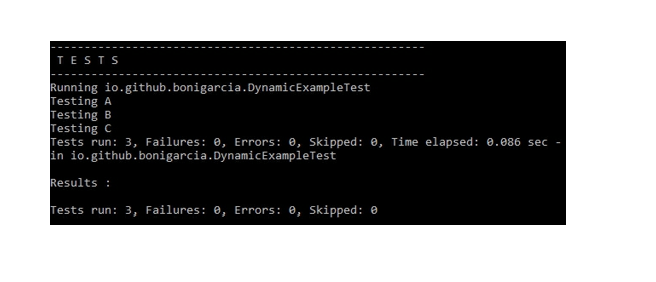 -------------------------------------------------------
T E S T S
-------------------------------------------------------
Running io.github.bonigarcia.DynamicExampleTest
Testing A
Testing B
Testing C
Tests run: 3, Failures: 0, Errors: 0, Skipped: 0, Time elapsed: 0.086 sec -
in io.github.bonigarcia.DynamicExampleTest
Results :
Tests run: 3, Failures: 0, Errors: 0, Skipped: 0